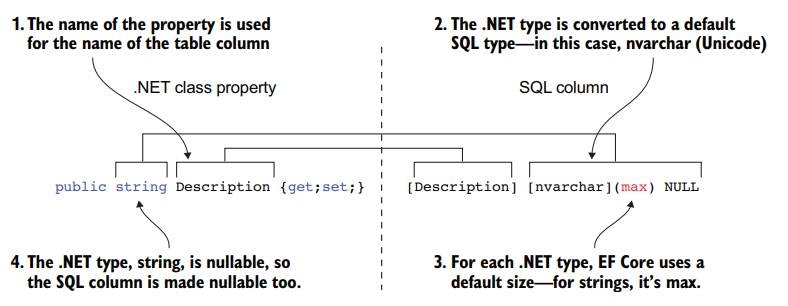 1. The name of the property is used
for the name of the table column
2. The .NET type is converted to a default
SQL type—in this case, nvarchar (Unicode)
.NET class property
SQL column
public string Description {get;set;}
[Description] [nvarchar](max) NULL
4. The .NET type, string, is nullable, so
the SQL column is made nullable too.
3. For each .NET type, EF Core uses a
default size—for strings, it’s max.